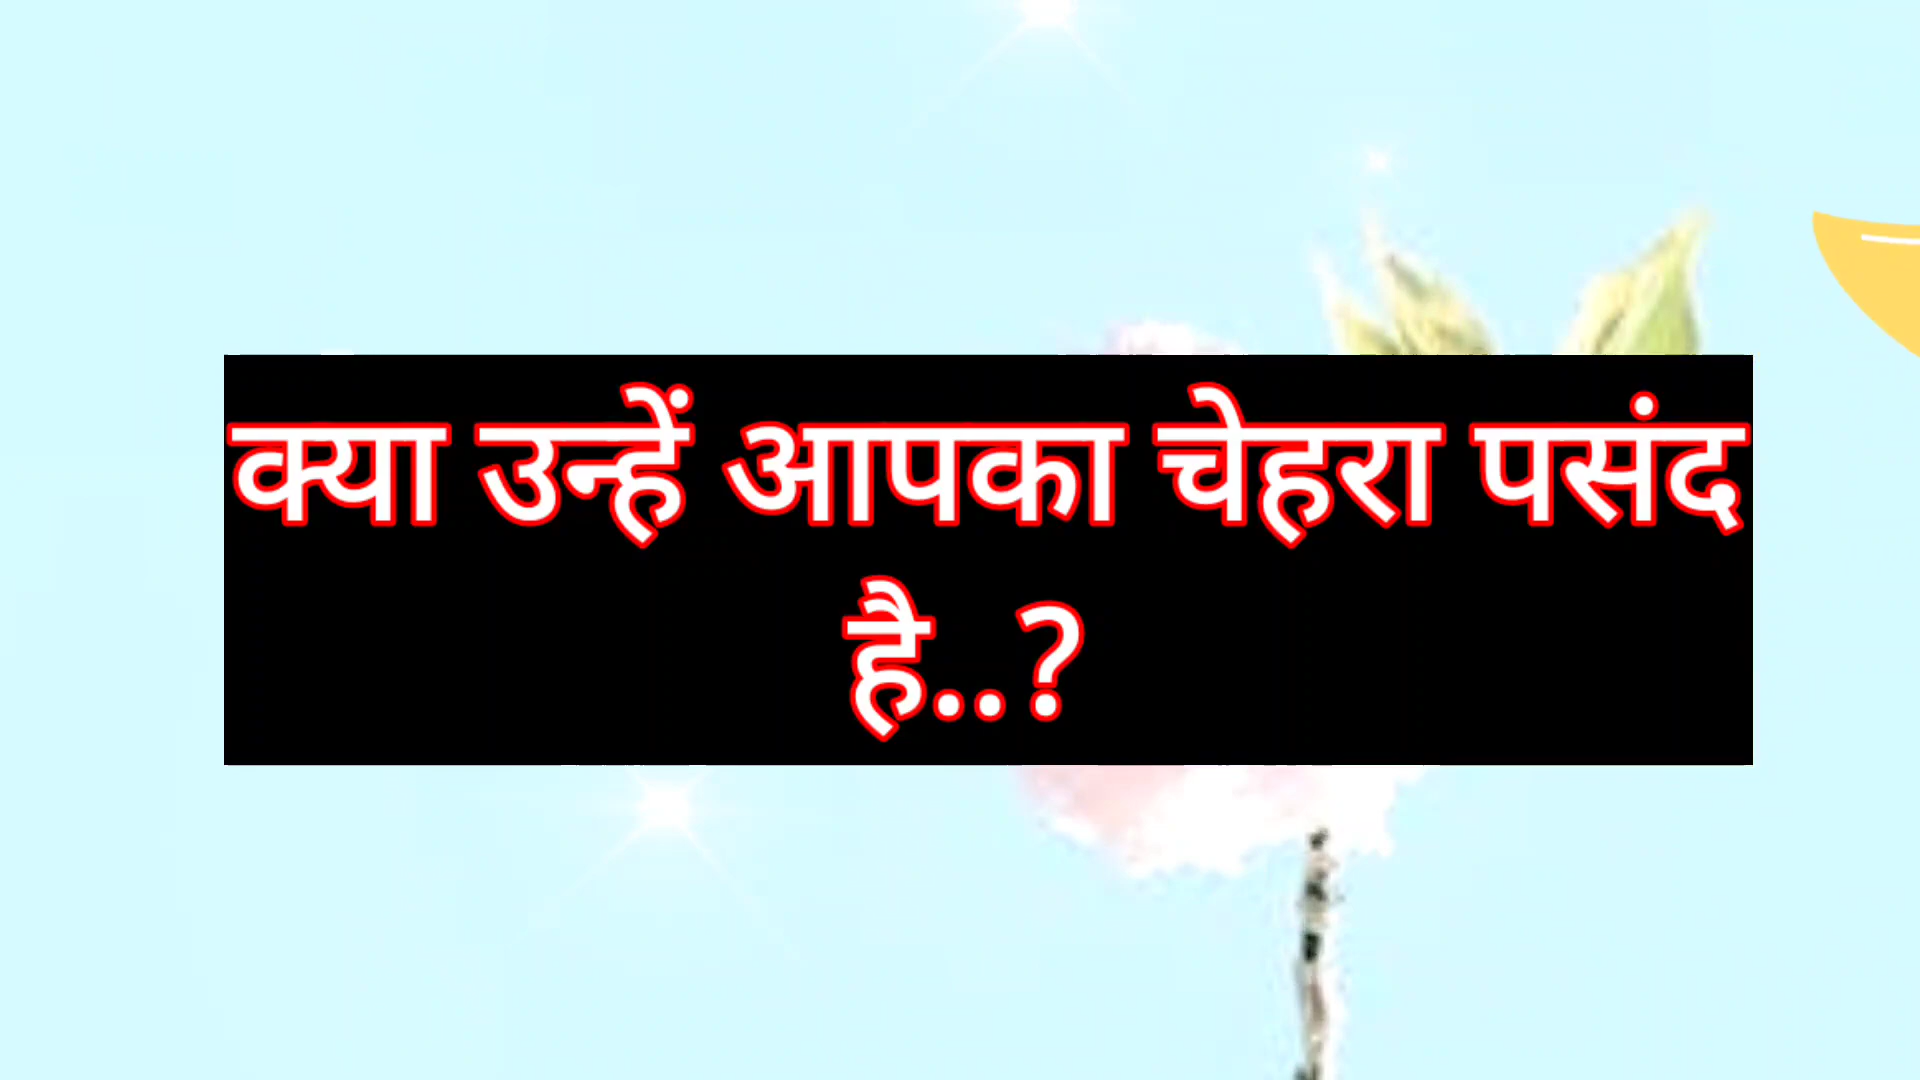 क्या उन्हें आपका चेहरा पसंद
है..?